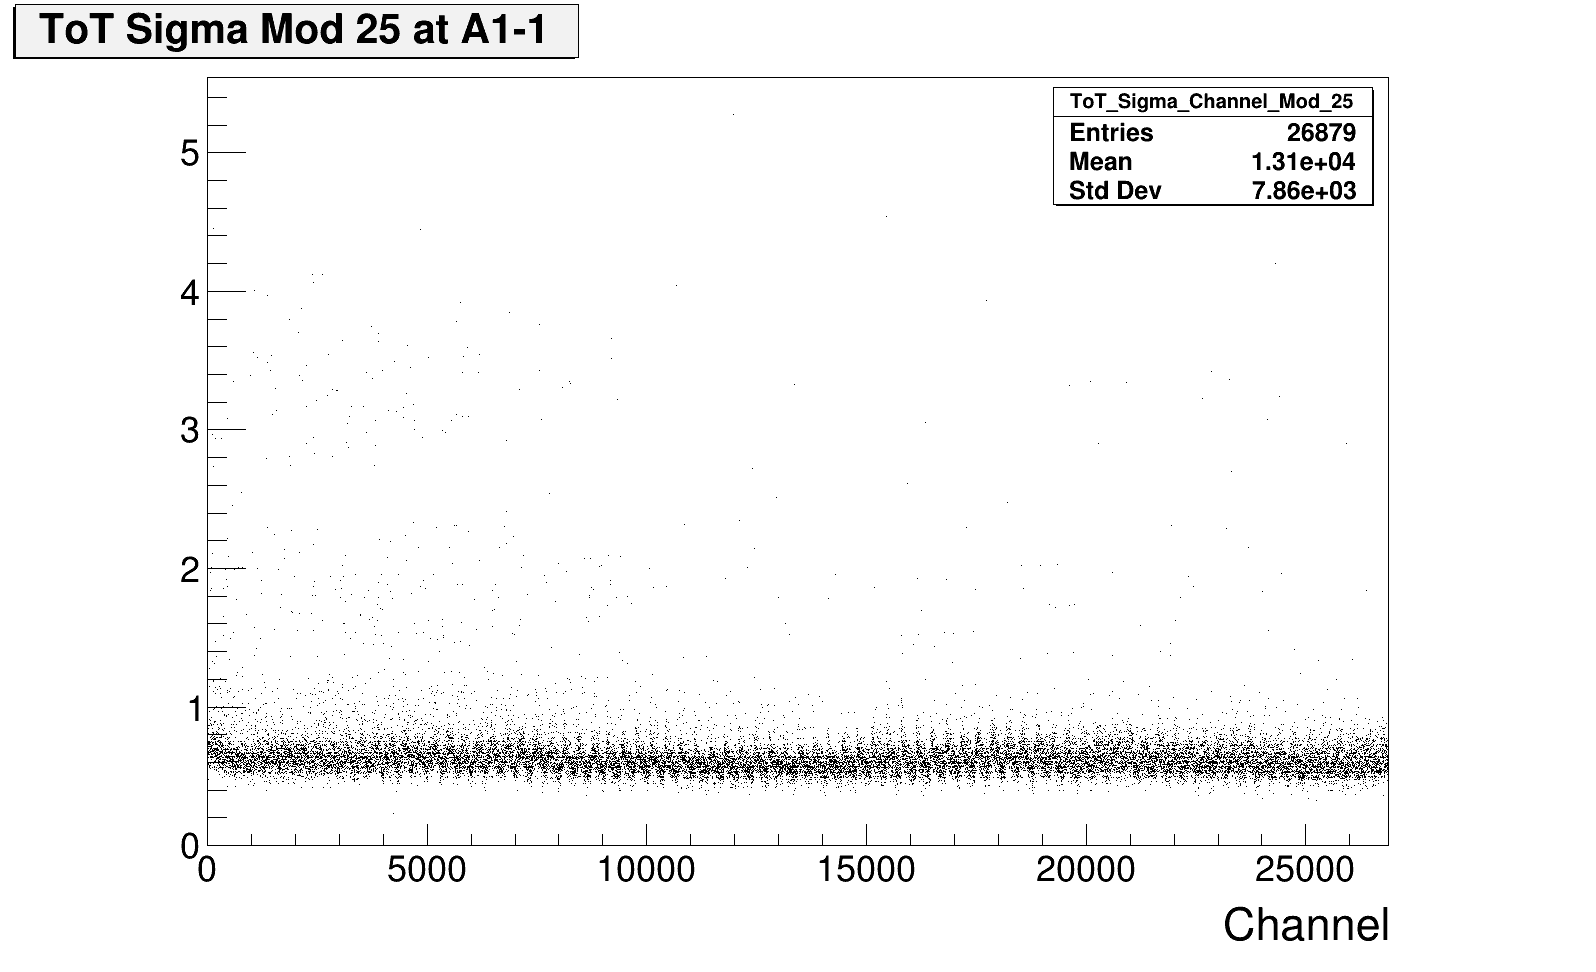 ToT Sigma Mod 25 at A1-1
ToT_Sigma_Channel_Mod_25
Entries 26879
Mean 1.31e+04
Std Dev 7.86e+03
5
4
3
2
1
0
0 5000 10000 15000 20000 25000
Channel